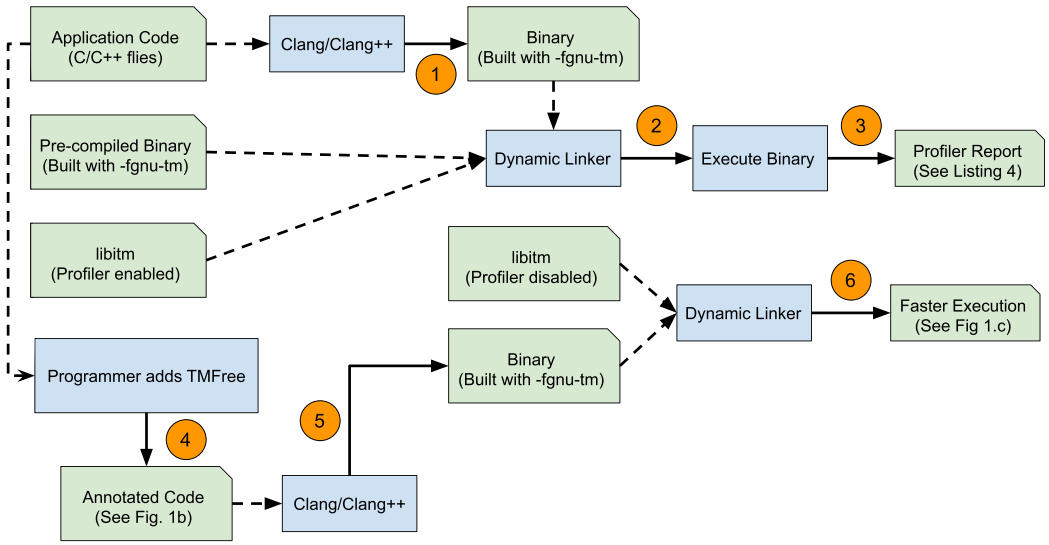 Application Code
(C/C++ flies)
Clang/Clang++
1
Binary
(Built with -fgnu-tm)
Pre-compiled Binary
(Built with -fgnu-tm)
Dynamic Linker
2
Execute Binary
3
Profiler Report
(See Listing 4)
libitm
(Profiler enabled)
libitm
(Profiler disabled)
Dynamic Linker
6
Faster Execution
(See Fig 1.c)
Programmer adds TMFree
Binary
(Built with -fgnu-tm)
4
5
Annotated Code
(See Fig. 1b)
Clang/Clang++